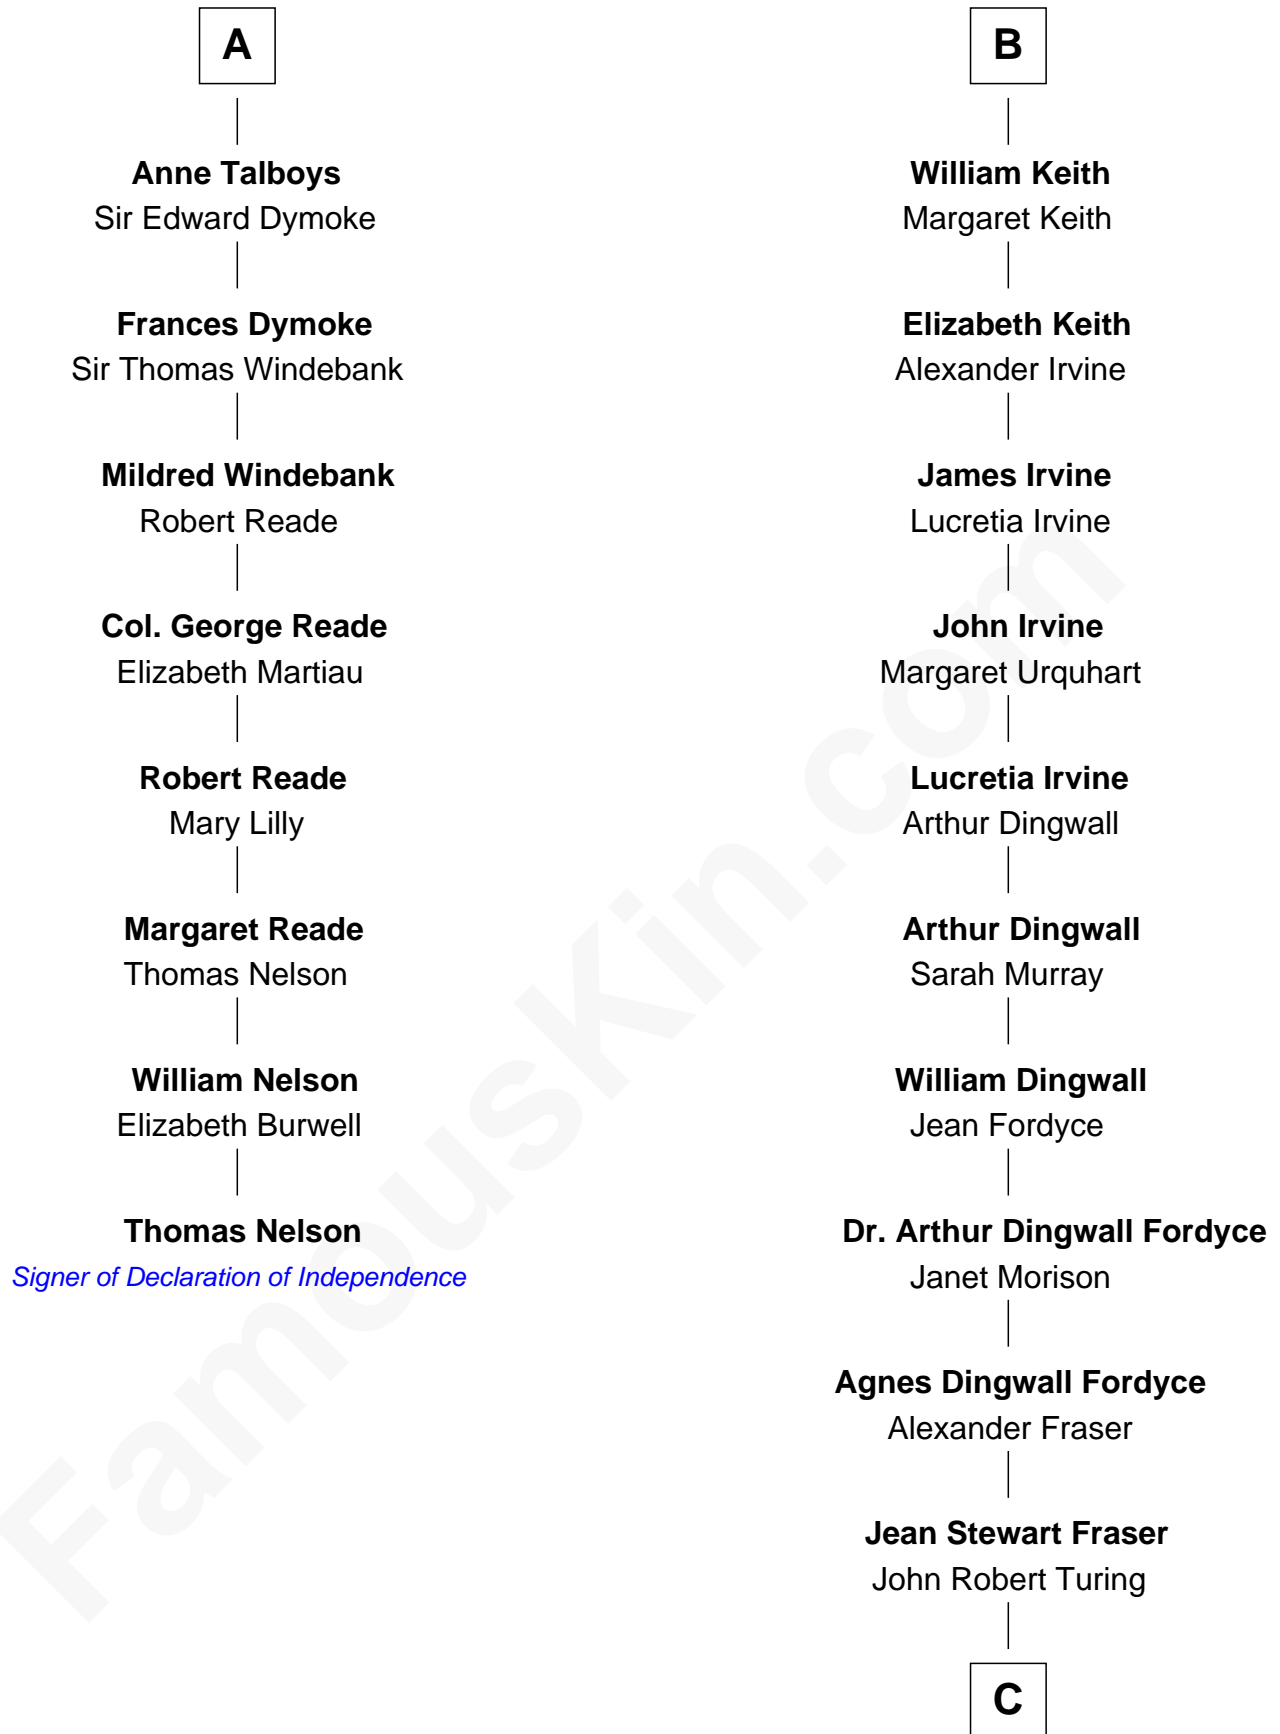 A
Anne Talboys
Sir Edward Dymoke
Frances Dymoke
Sir Thomas Windebank
Mildred Windebank
Robert Reade
Col. George Reade
Elizabeth Martiau
Robert Reade
Mary Lilly
Margaret Reade
Thomas Nelson
William Nelson
Elizabeth Burwell
Thomas Nelson
Signer of Declaration of Independence
B
William Keith
Margaret Keith
Elizabeth Keith
Alexander Irvine
James Irvine
Lucretia Irvine
John Irvine
Margaret Urquhart
Lucretia Irvine
Arthur Dingwall
Arthur Dingwall
Sarah Murray
William Dingwall
Jean Fordyce
Dr. Arthur Dingwall Fordyce
Janet Morison
Agnes Dingwall Fordyce
Alexander Fraser
Jean Stewart Fraser
John Robert Turing
C
FamousKin.com